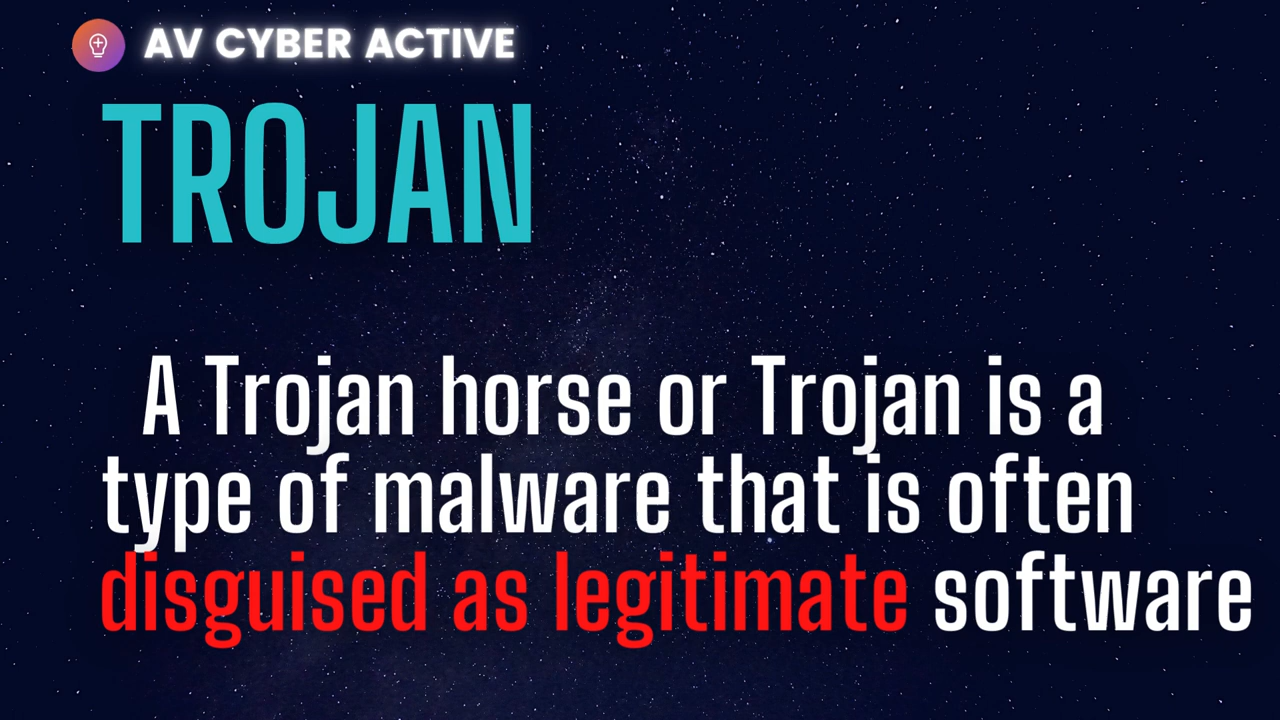 AV CYBER ACTIVE
TROJAN
A Trojan horse or Trojan is a
type of malware that is often
disguised as legitimate software